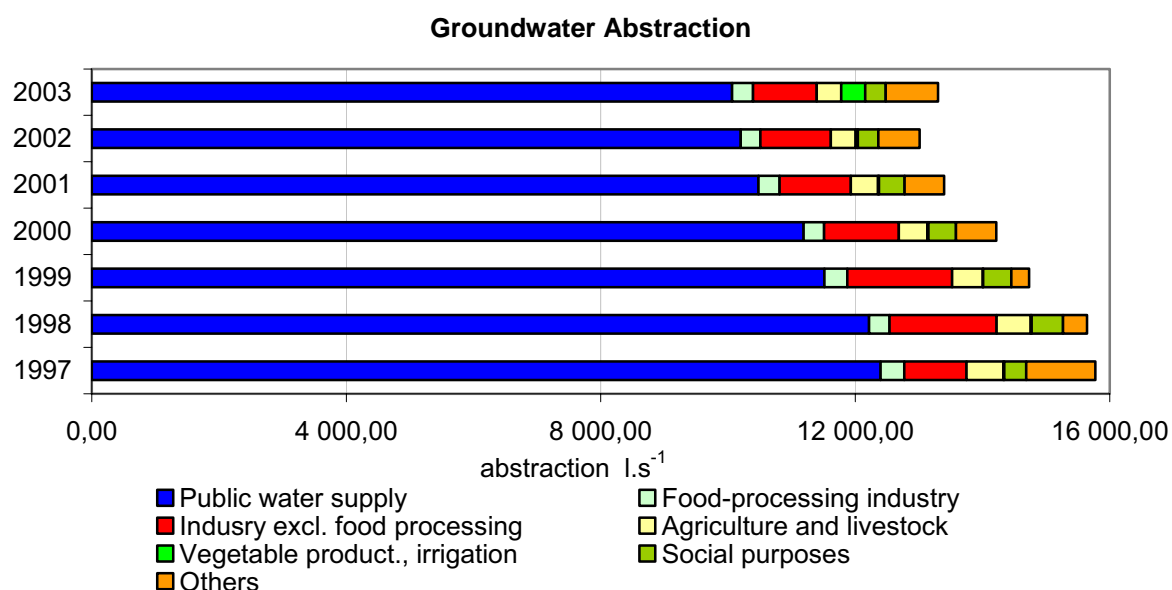 Groundwater Abstraction
2003
2002
2001
2000
1999
1998
1997
0,00 4 000,00 8 000,00 12 000,00 16 000,00
abstraction l.s-1
Public water supply Food-processing industry
Indusry excl. food processing Agriculture and livestock
Vegetable product., irrigation Social purposes
Others